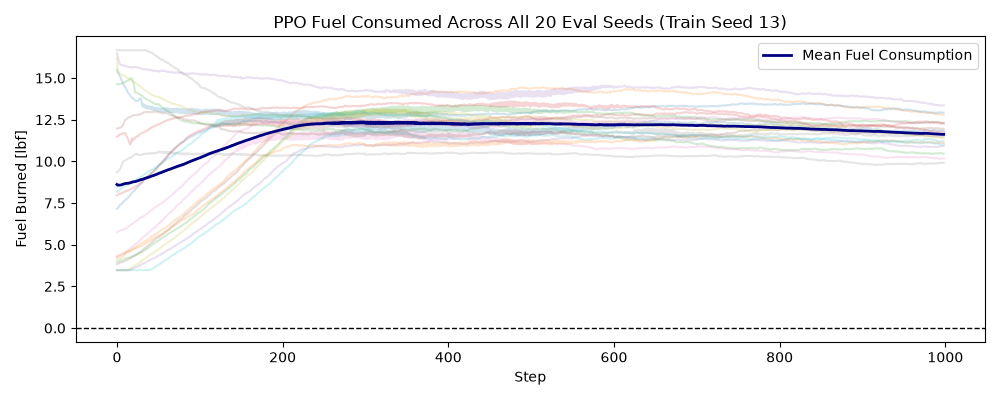 PPO Fuel Consumed Across All 20 Eval Seeds (Train Seed 13)
Mean Fuel Consumption
Fuel Burned [lbf]
15.0
12.5
10.0
7.5
5.0
2.5
0.0
0 200 400 600 800 1000
Step